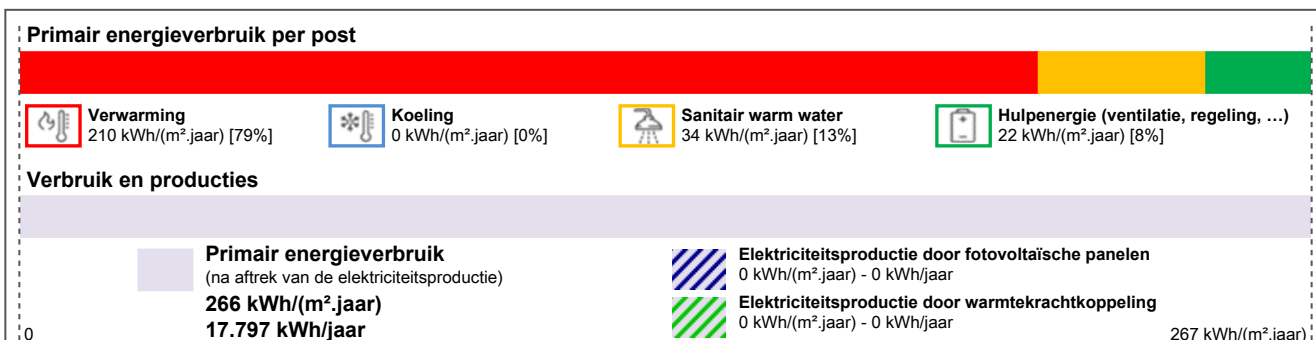 Primair energieverbruik per post
Verwarming
210 kWh/(m².jaar) [79%]
Koeling
0 kWh/(m².jaar) [0%]
Sanitair warm water
34 kWh/(m².jaar) [13%]
Hulpenergie (ventilatie, regeling, …)
22 kWh/(m².jaar) [8%]
Verbruik en producties
Primair energieverbruik
(na aftrek van de elektriciteitsproductie)
266 kWh/(m².jaar)
17.797 kWh/jaar
Elektriciteitsproductie door fotovoltaïsche panelen
0 kWh/(m².jaar) - 0 kWh/jaar
Elektriciteitsproductie door warmtekrachtkoppeling
0 kWh/(m².jaar) - 0 kWh/jaar
0
267 kWh/(m².jaar)